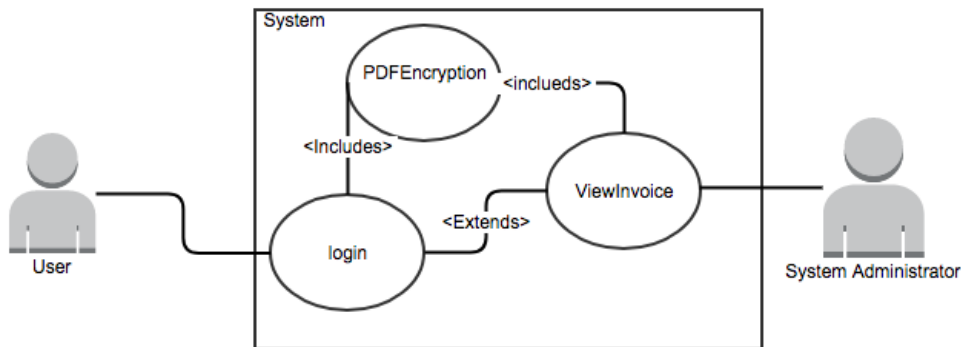 System
PDFEncryption
<inclueds>
<Includes>
ViewInvoice
<Extends>
login
User
System Administrator